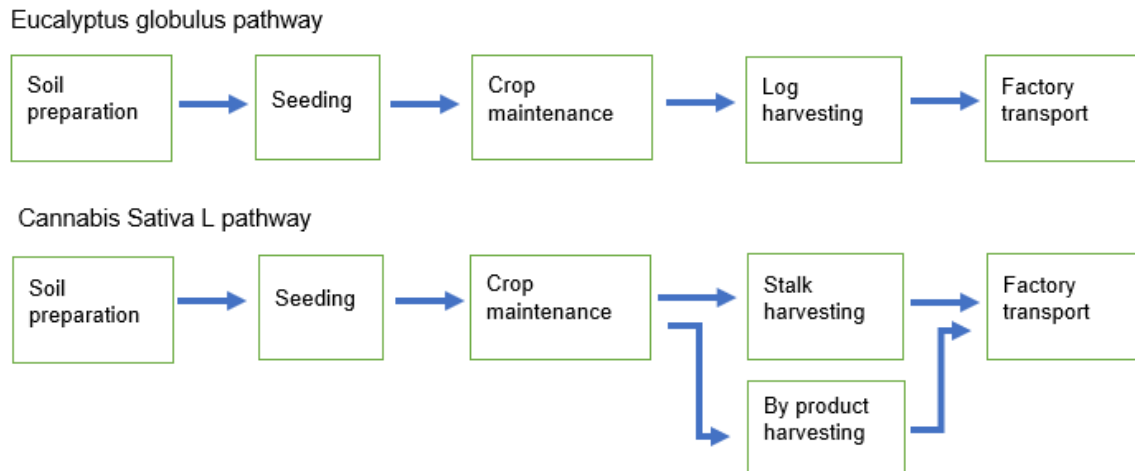 Eucalyptus globulus pathway
Soil
preparation
Seeding
Crop
maintenance
Log
harvesting
Factory
transport
Cannabis Sativa L pathway
Soil
preparation
Seeding
Crop
maintenance
Stalk
harvesting
Factory
transport
By product
harvesting